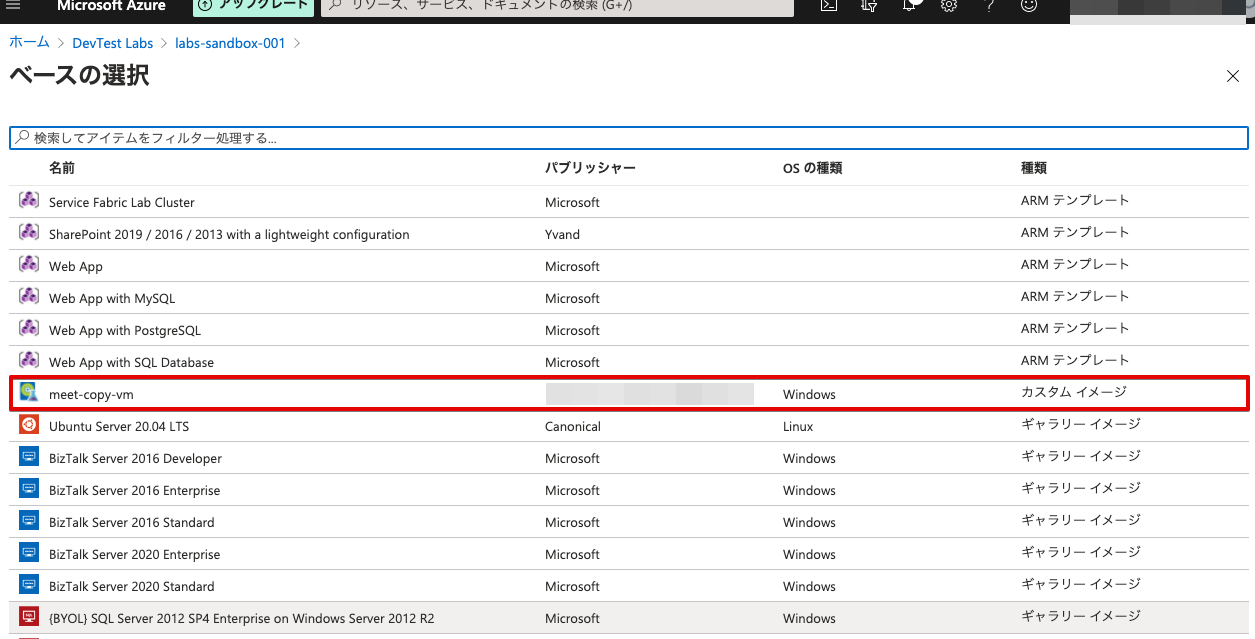 Microsoft Azure アップグレード リソース、サービス、ドキュメントの検索 (G+/)
ホーム > DevTest Labs > labs-sandbox-001 >
ベースの選択
検索してアイテムをフィルター処理する...
名前 パブリッシャー OS の種類 種類
Service Fabric Lab Cluster Microsoft ARM テンプレート
SharePoint 2019 / 2016 / 2013 with a lightweight configuration Yvand ARM テンプレート
Web App Microsoft ARM テンプレート
Web App with MySQL Microsoft ARM テンプレート
Web App with PostgreSQL Microsoft ARM テンプレート
Web App with SQL Database Microsoft ARM テンプレート
meet-copy-vm Windows カスタム イメージ
Ubuntu Server 20.04 LTS Canonical Linux ギャラリー イメージ
BizTalk Server 2016 Developer Microsoft Windows ギャラリー イメージ
BizTalk Server 2016 Enterprise Microsoft Windows ギャラリー イメージ
BizTalk Server 2016 Standard Microsoft Windows ギャラリー イメージ
BizTalk Server 2020 Enterprise Microsoft Windows ギャラリー イメージ
BizTalk Server 2020 Standard Microsoft Windows ギャラリー イメージ
{BYOL} SQL Server 2012 SP4 Enterprise on Windows Server 2012 R2 Microsoft Windows ギャラリー イメージ